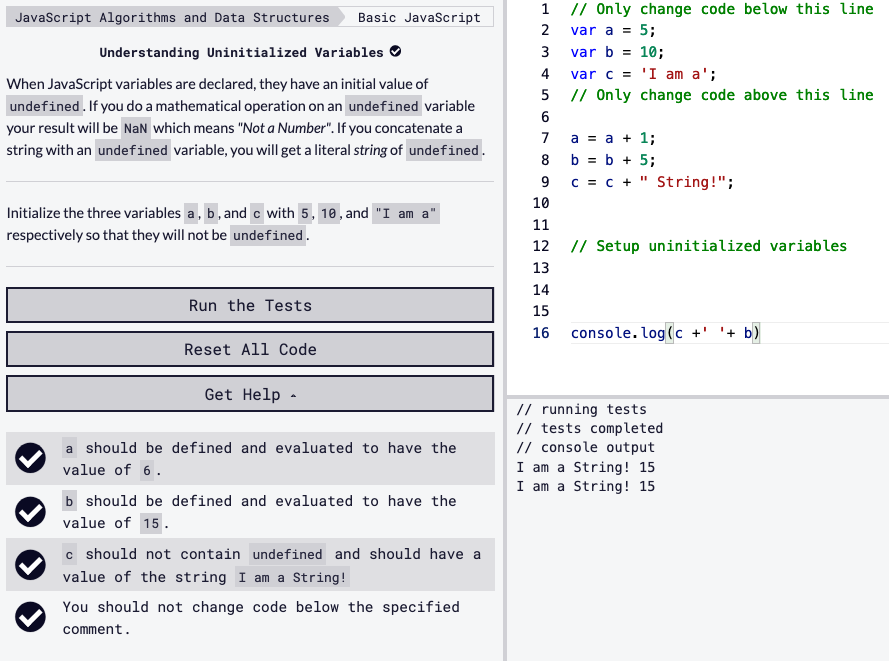 JavaScript Algorithms and Data Structures Basic JavaScript
Understanding Uninitialized Variables
When JavaScript variables are declared, they have an initial value of
undefined. If you do a mathematical operation on an undefined variable
your result will be NaN which means "Not a Number". If you concatenate a
string with an undefined variable, you will get a literal string of undefined.
Initialize the three variables a, b, and c with 5, 10, and "I am a"
respectively so that they will not be undefined.
Run the Tests
Reset All Code
Get Help
a should be defined and evaluated to have the
value of 6.
b should be defined and evaluated to have the
value of 15.
c should not contain undefined and should have a
value of the string I am a String!
You should not change code below the specified
comment.
1 // Only change code below this line
2 var a = 5;
3 var b = 10;
4 var c = 'I am a';
5 // Only change code above this line
6
7 a = a + 1;
8 b = b + 5;
9 c = c + " String!";
10
11
12 // Setup uninitialized variables
13
14
15
16 console.log(c +' '+ b)
// running tests
// tests completed
// console output
I am a String! 15
I am a String! 15